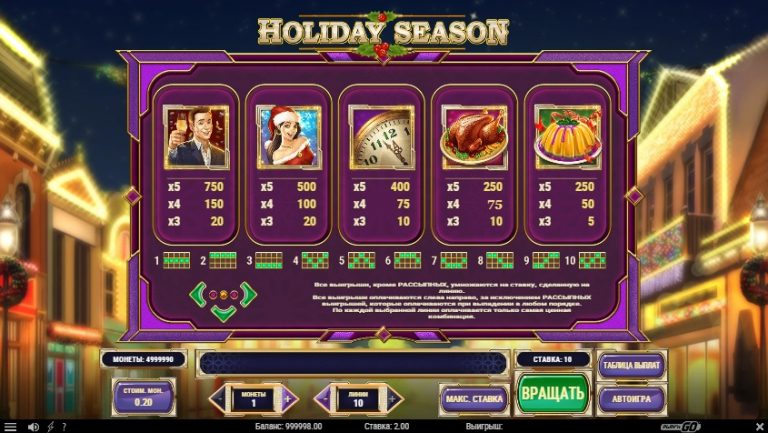 HOLIDAY SEASON
12
11
10
x5 750
x4 150
x3 20
x5 500
x4 100
x3 20
x5 400
x4 75
x3 10
x5 250
x4 75
x3 10
x5 250
x4 50
x3 5
1 2 3 4 5 6 7 8 9 10
Все выигрыши, кроме РАССЫПНЫХ, умножаются на ставку, сделанную на
линию.
Все выигрыши оплачиваются слева направо, за исключением РАССЫПНЫХ
выигрышей, которые оплачиваются при выпадении в любом порядке.
По каждой выбранной линии оплачивается только самая ценная
комбинация.
МОНЕТЫ: 4999990
СТАВКА: 10
ТАБЛИЦА ВЫПЛАТ
СТОИМ. МОН.
0.20
- МОНЕТЫ 1 +
- ЛИНИИ 10 +
МАКС. СТАВКА
ВРАЩАТЬ
АВТОИГРА
Баланс: 999998.00 Ставка: 2.00 Выигрыш:
PLAY'N GO